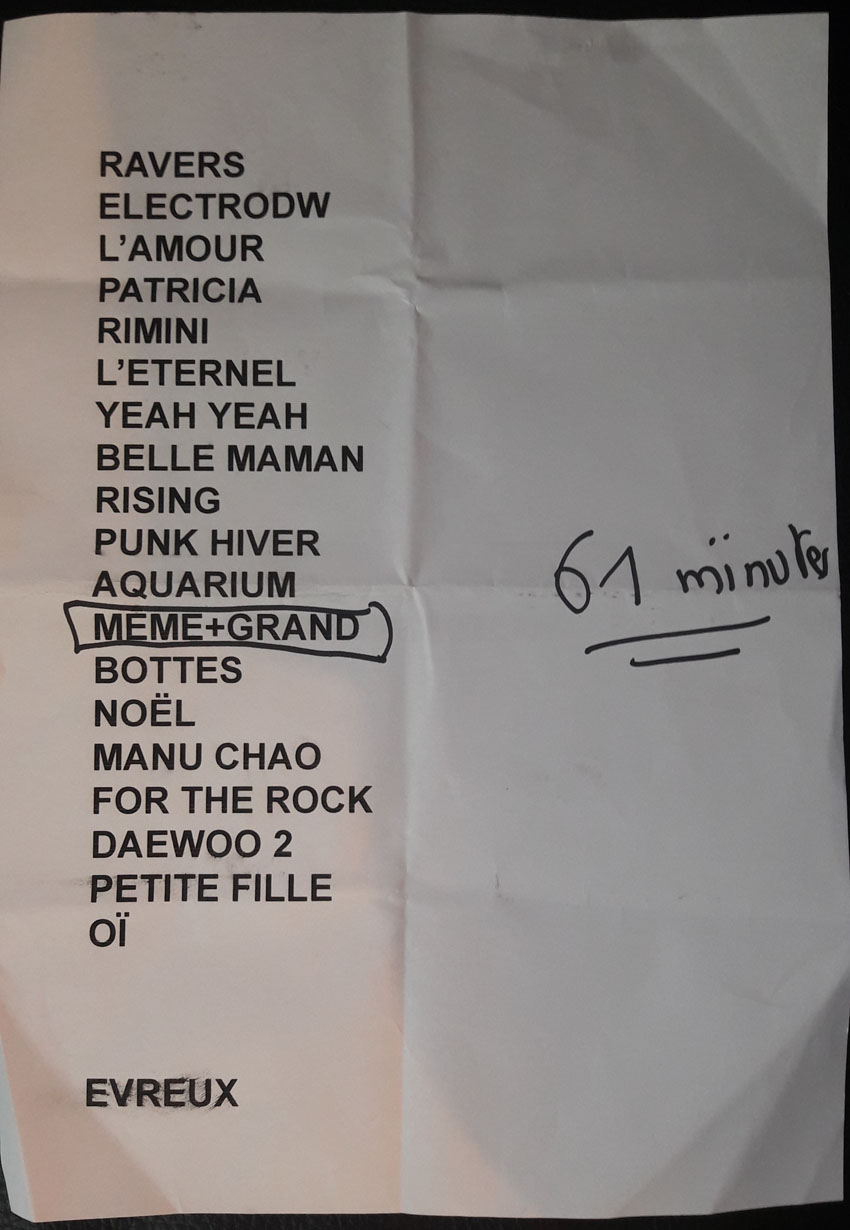 RAVERS
ELECTRODW
L'AMOUR
PATRICIA
RIMINI
L'ETERNEL
YEAH YEAH
BELLE MAMAN
RISING
PUNK HIVER
AQUARIUM
MEME+GRAND
BOTTES
NOËL
MANU CHAO
FOR THE ROCK
DAEWOO 2
PETITE FILLE
OÏ
61 minutes
EVREUX